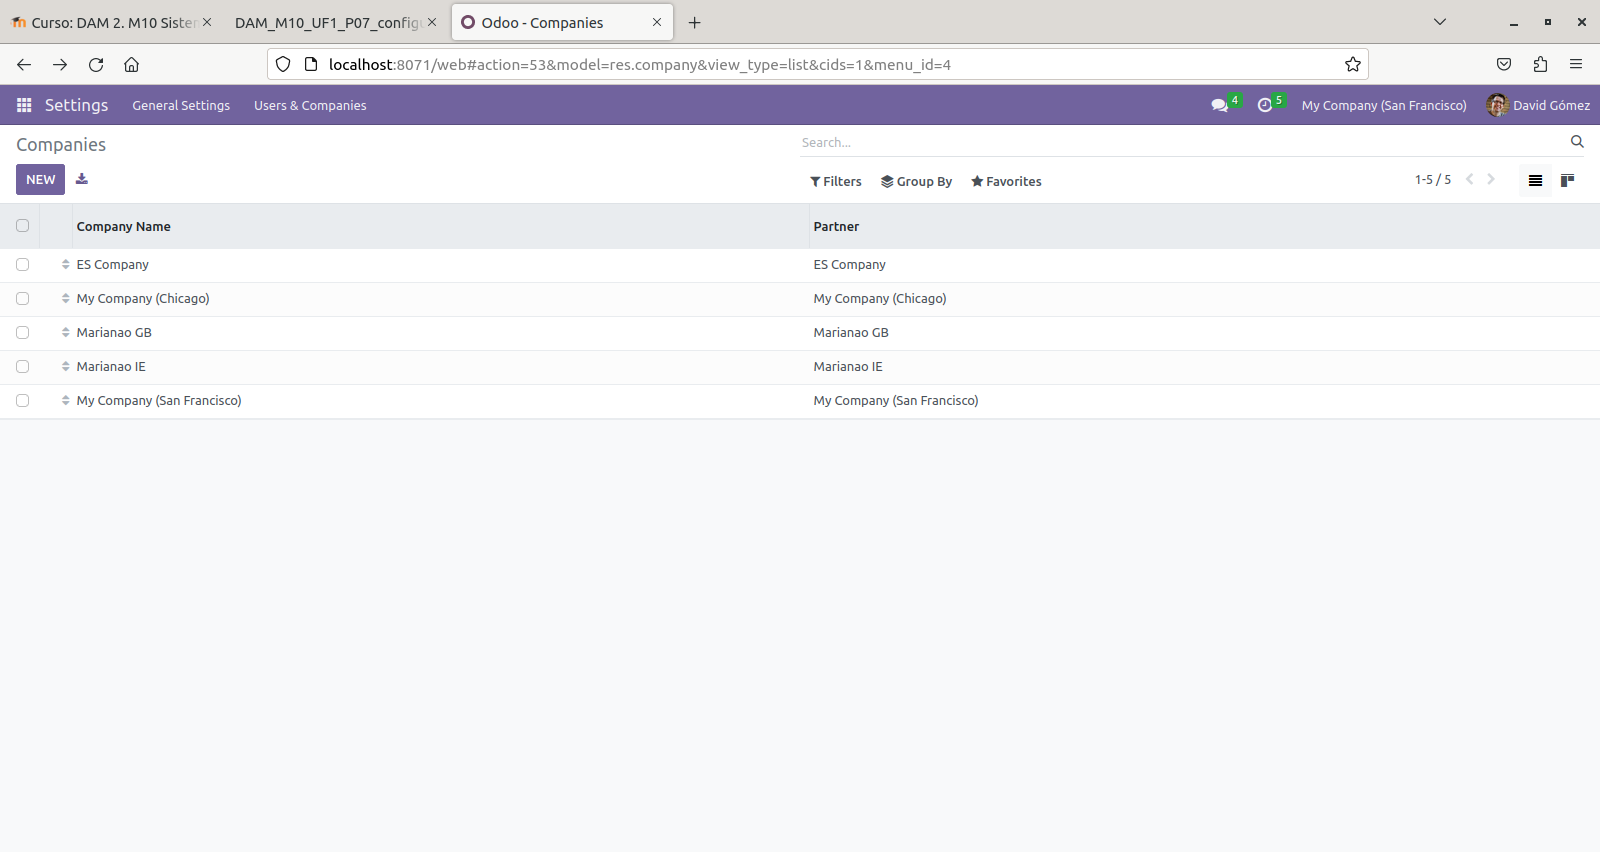 Curso: DAM 2. M10 Sister
DAM_M10_UF1_P07_config
Odoo - Companies
localhost:8071/web#action=53&model=res.company&view_type=list&cids=1&menu_id=4
Settings General Settings Users & Companies 4 5 My Company (San Francisco) David Gómez
Companies
Search...
NEW
Filters Group By Favorites 1-5 / 5
Company Name Partner
ES Company ES Company
My Company (Chicago) My Company (Chicago)
Marianao GB Marianao GB
Marianao IE Marianao IE
My Company (San Francisco) My Company (San Francisco)